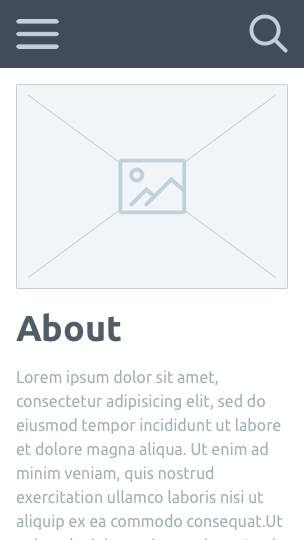 About
Lorem ipsum dolor sit amet,
consectetur adipisicing elit, sed do
eiusmod tempor incididunt ut labore
et dolore magna aliqua. Ut enim ad
minim veniam, quis nostrud
exercitation ullamco laboris nisi ut
aliquip ex ea commodo consequat.Ut